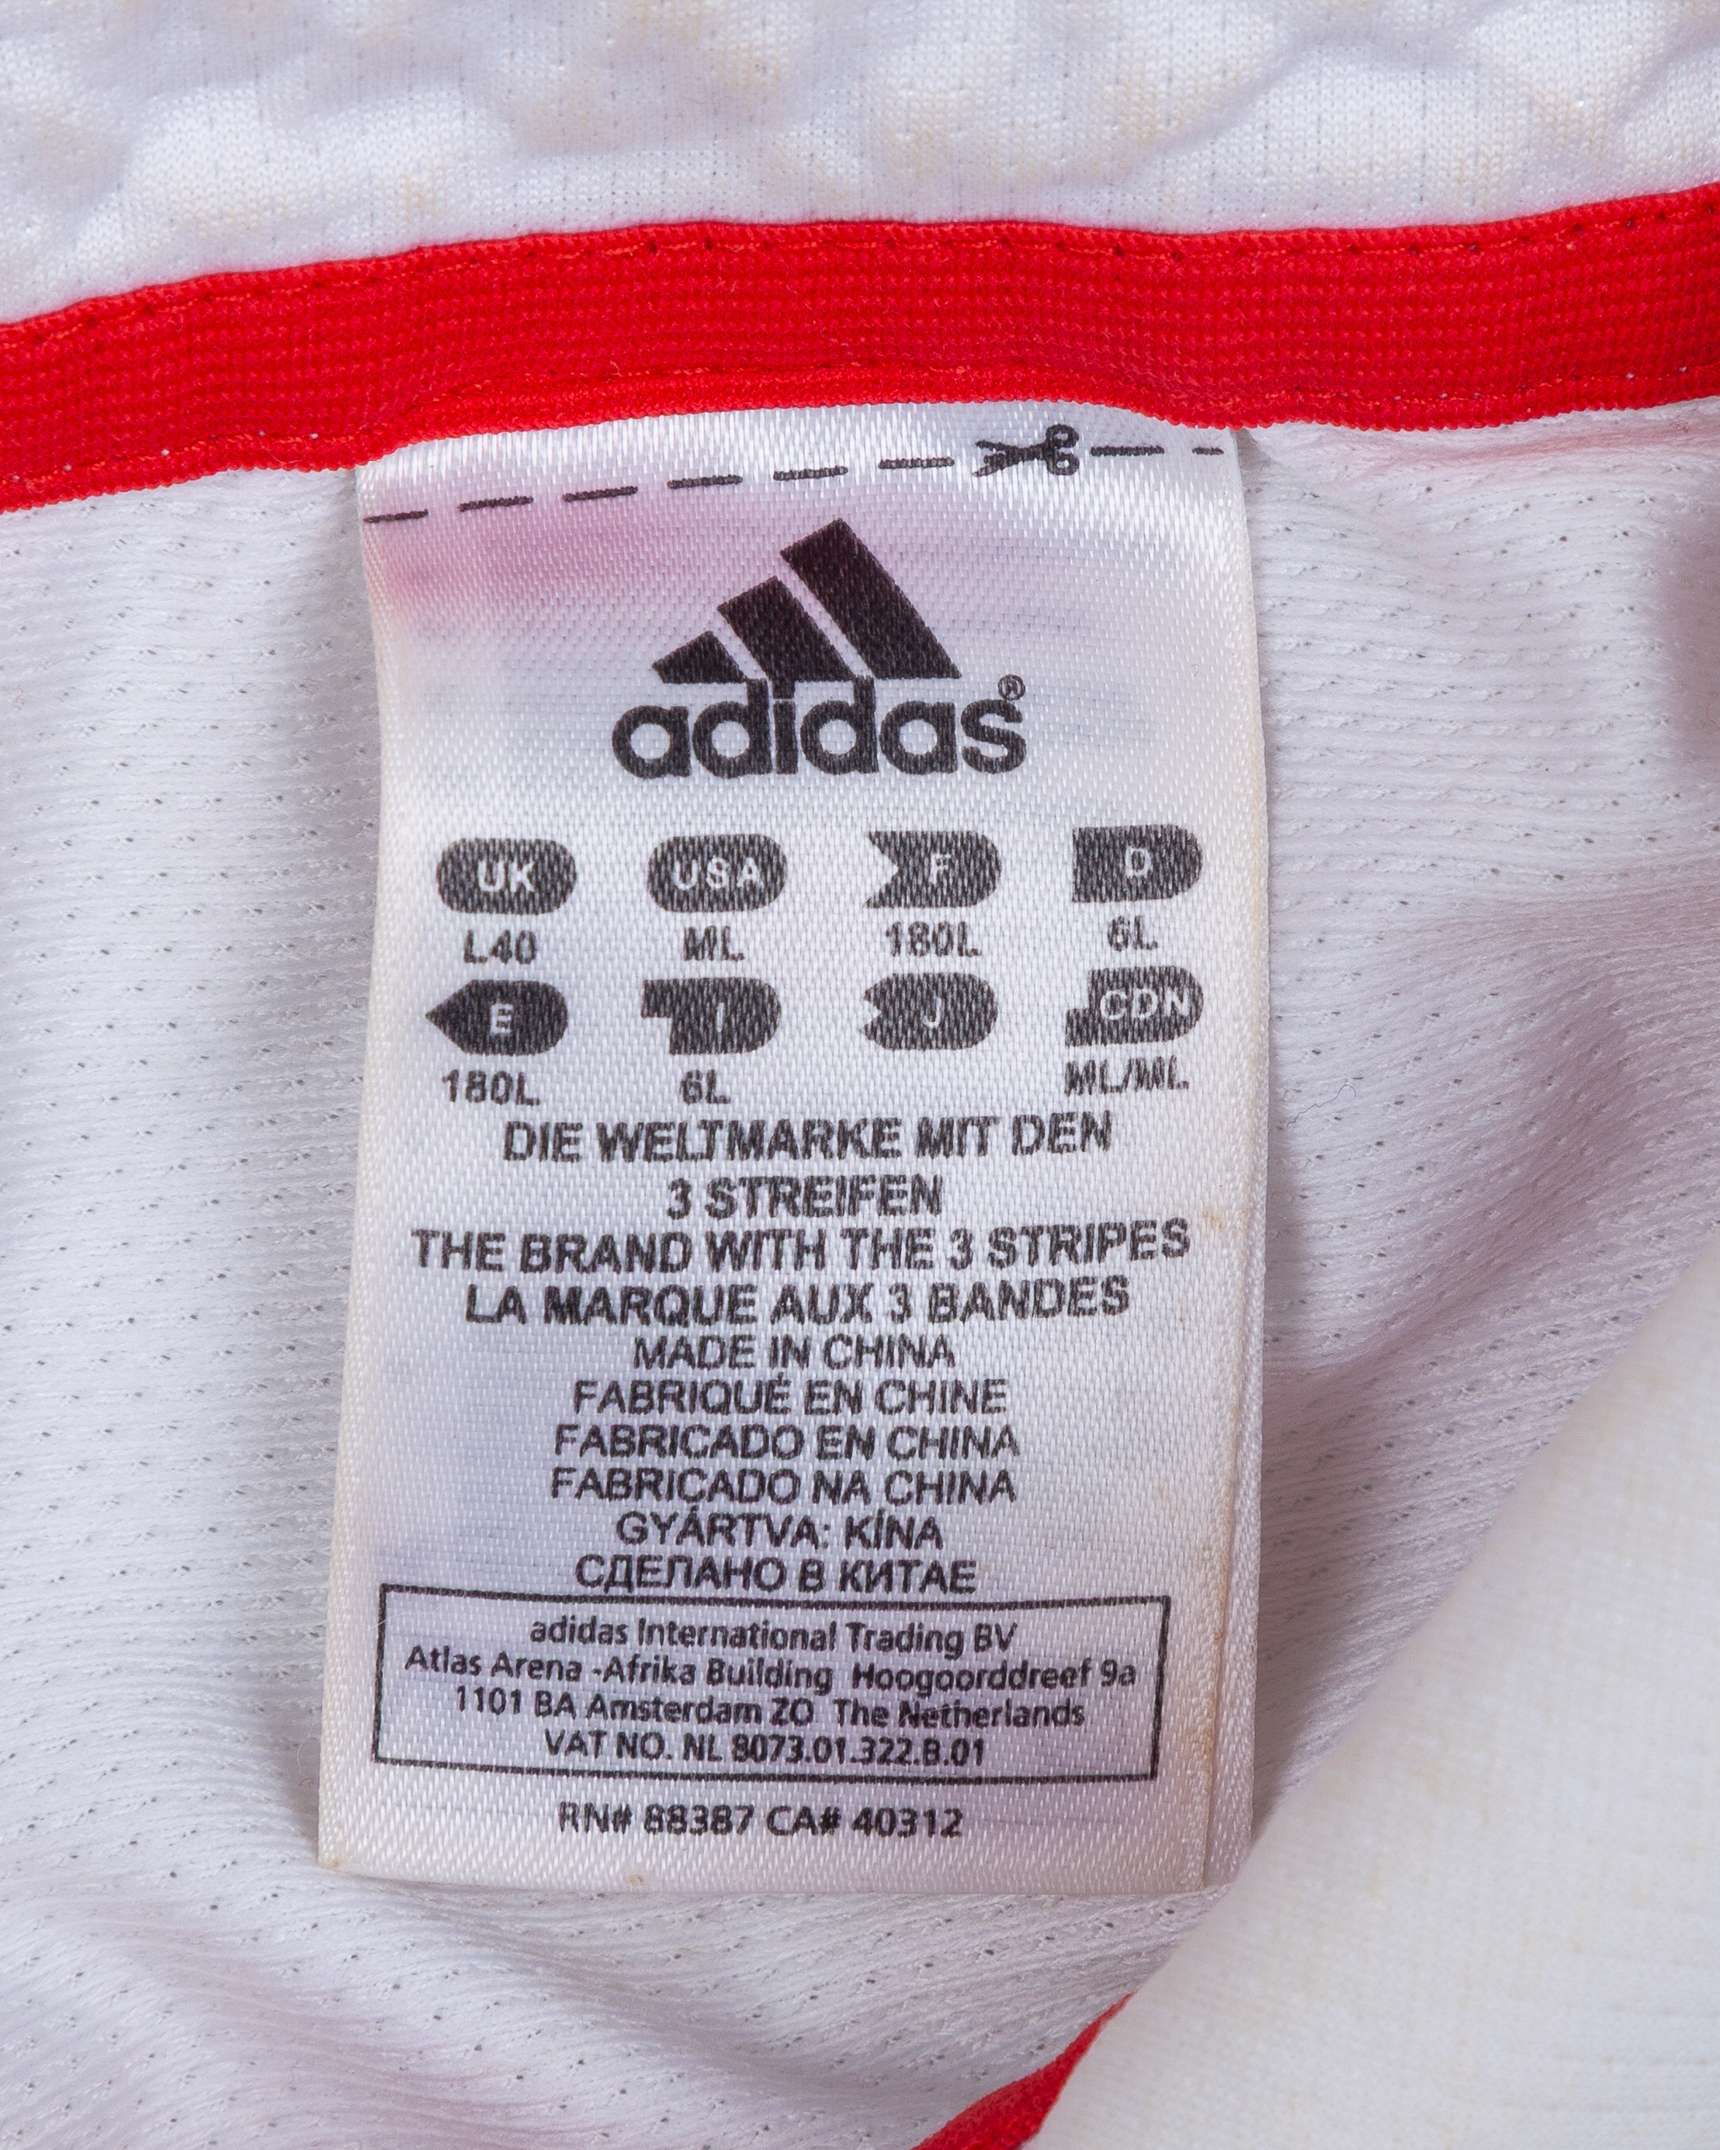 adidas®
UK USA F D
L40 ML 180L 6L
E I J CDN
180L 6L ML/ML
DIE WELTMARKE MIT DEN
3 STREIFEN
THE BRAND WITH THE 3 STRIPES
LA MARQUE AUX 3 BANDES
MADE IN CHINA
FABRIQUÉ EN CHINE
FABRICADO EN CHINA
FABRICADO NA CHINA
GYÁRTVA: KÍNA
СДЕЛАНО В КИТАЕ
adidas International Trading BV
Atlas Arena -Afrika Building Hoogoorddreef 9a
1101 BA Amsterdam ZO The Netherlands
VAT NO. NL 8073.01.322.B.01
RN# 88387 CA# 40312